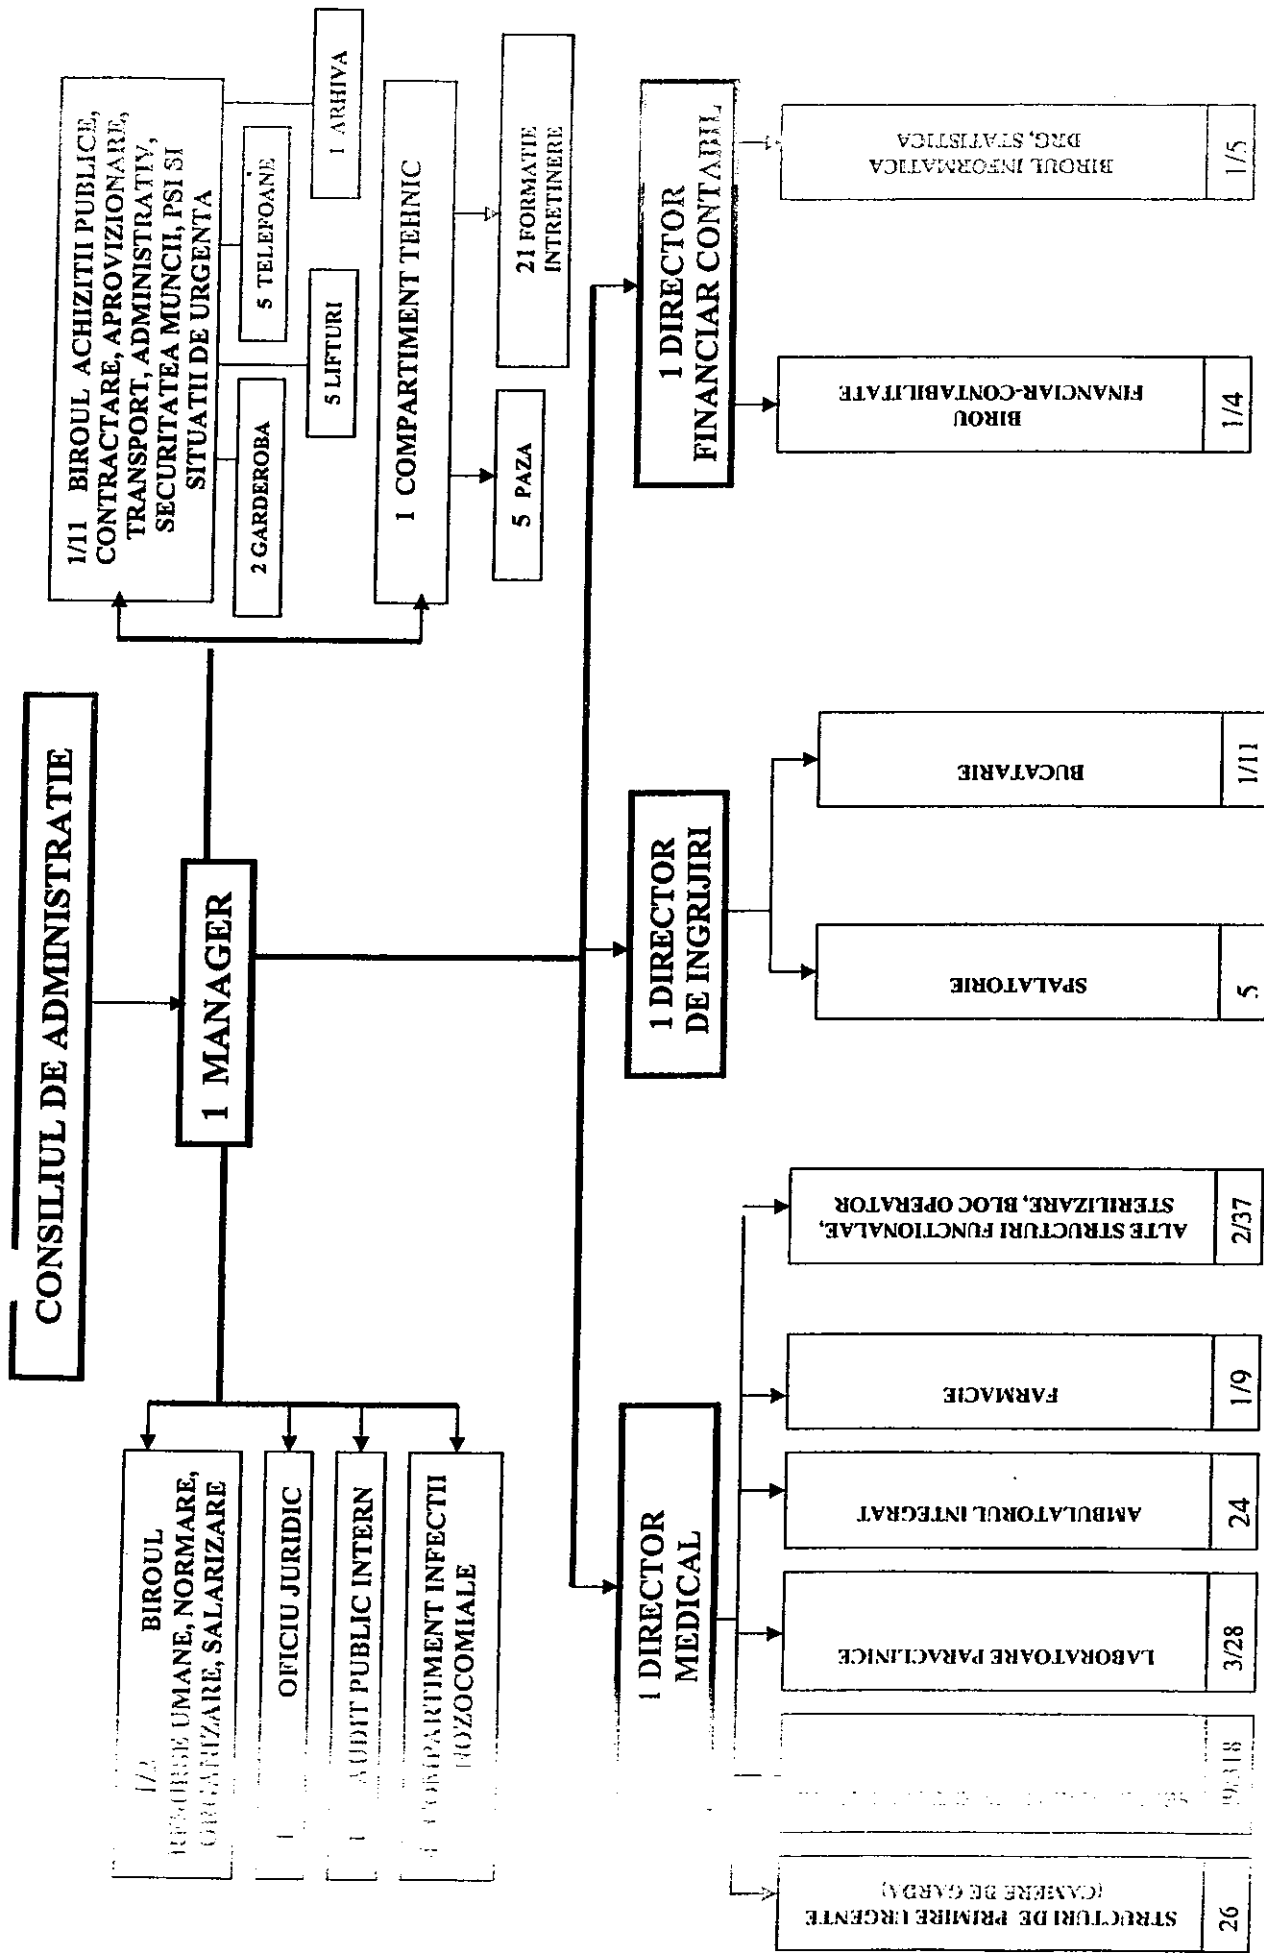 CONSILIUL DE ADMINISTRATIE
1 MANAGER
BIROUL
RESURSE UMANE, NORMARE,
ORGANIZARE, SALARIZARE
1 OFICIU JURIDIC
1 AUDIT PUBLIC INTERN
COMPARTIMENT INFECTII
NOZOCOMIALE
1/11 BIROUL ACHIZITII PUBLICE,
CONTRACTARE, APROVIZIONARE,
TRANSPORT, ADMINISTRATIV,
SECURITATEA MUNCII, PSI SI
SITUATII DE URGENTA
2 GARDEROBA
5 LIFTURI
5 TELEFOANE
1 ARHIVA
1 COMPARTIMENT TEHNIC
5 PAZA
21 FORMATIE
INTRETINERE
1 DIRECTOR
MEDICAL
1 DIRECTOR
DE INGRIJIRI
1 DIRECTOR
FINANCIAR CONTABIL
STRUCTURI DE PRIMIRE URGENTE
(CAMERE DE GARDA)
26
LABORATOARE PARACLINICE
3/28
AMBULATORUL INTEGRAT
24
FARMACIE
1/9
ALTE STRUCTURI FUNCTIONALAE,
STERILIZARE, BLOC OPERATOR
2/37
SPALATORIE
5
BUCATARIE
1/11
BIROU
FINANCIAR-CONTABILITATE
1/4
BIROUL INFORMATICA
DRG, STATISTICA
1/5